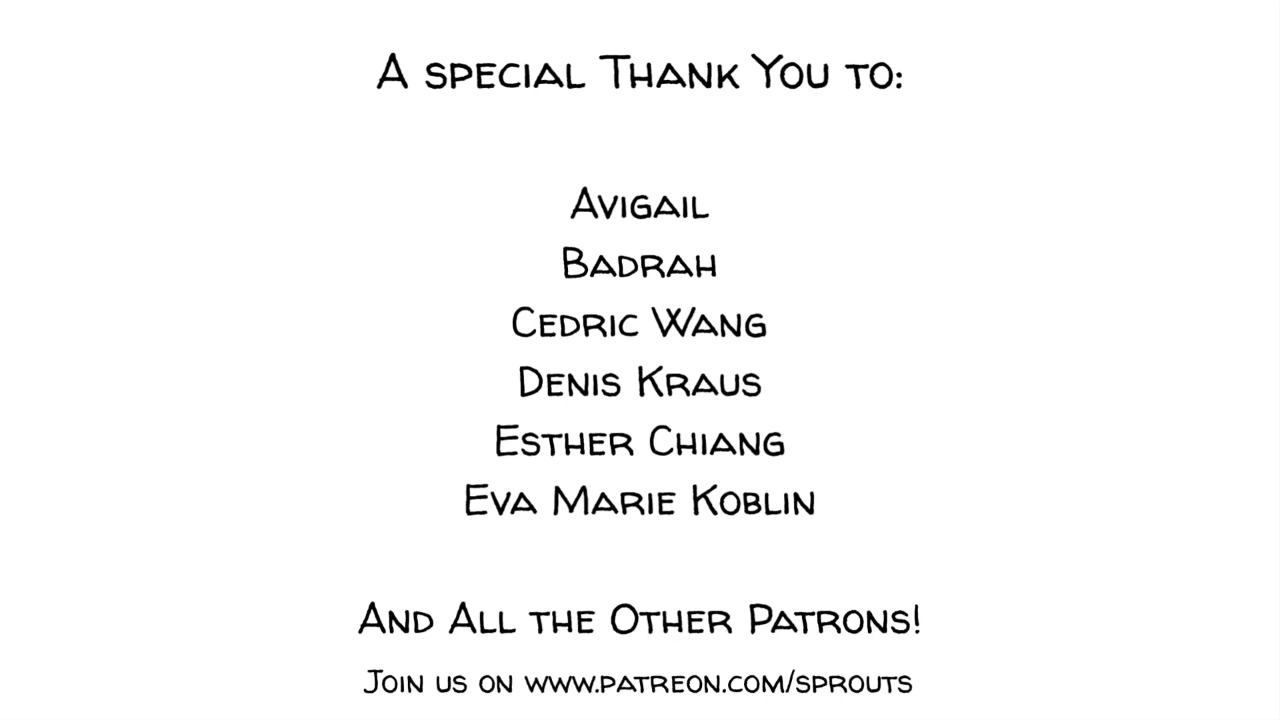 A special Thank You to:
Avigail
Badrah
Cedric Wang
Denis Kraus
Esther Chiang
Eva Marie Koblin
And All the Other Patrons!
Join us on www.patreon.com/sprouts